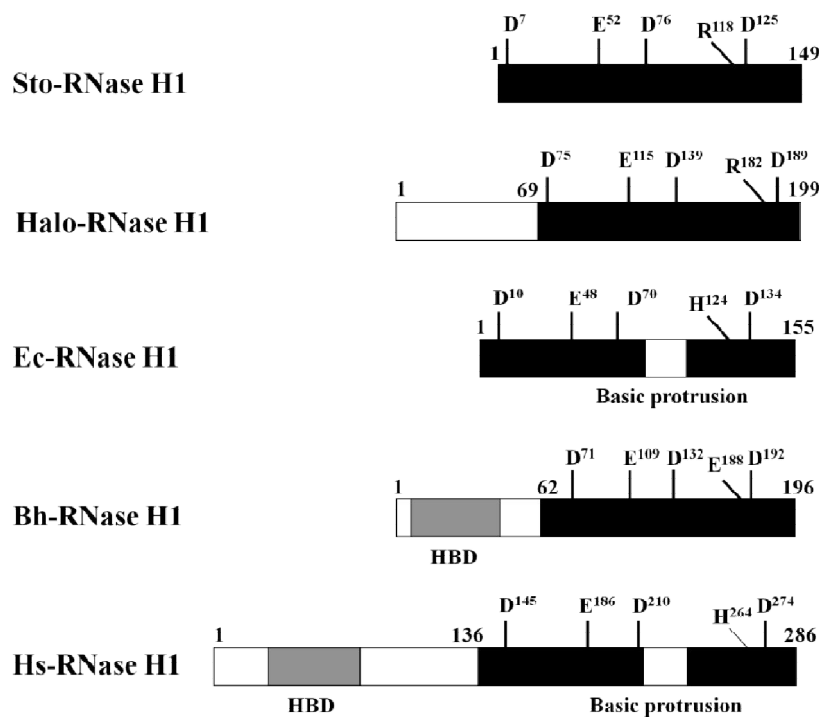 D⁷ E⁵² D⁷⁶ R¹¹⁸ D¹²⁵
1 149
Sto-RNase H1
D⁷⁵ E¹¹⁵ D¹³⁹ R¹⁸² D¹⁸⁹
1 69 199
Halo-RNase H1
D¹⁰ E⁴⁸ D⁷⁰ H¹²⁴ D¹³⁴
1 155
Ec-RNase H1
Basic protrusion
D⁷¹ E¹⁰⁹ D¹³² E¹⁸⁸ D¹⁹²
1 62 196
Bh-RNase H1
HBD
D¹⁴⁵ E¹⁸⁶ D²¹⁰ H²⁶⁴ D²⁷⁴
1 136 286
Hs-RNase H1
HBD Basic protrusion